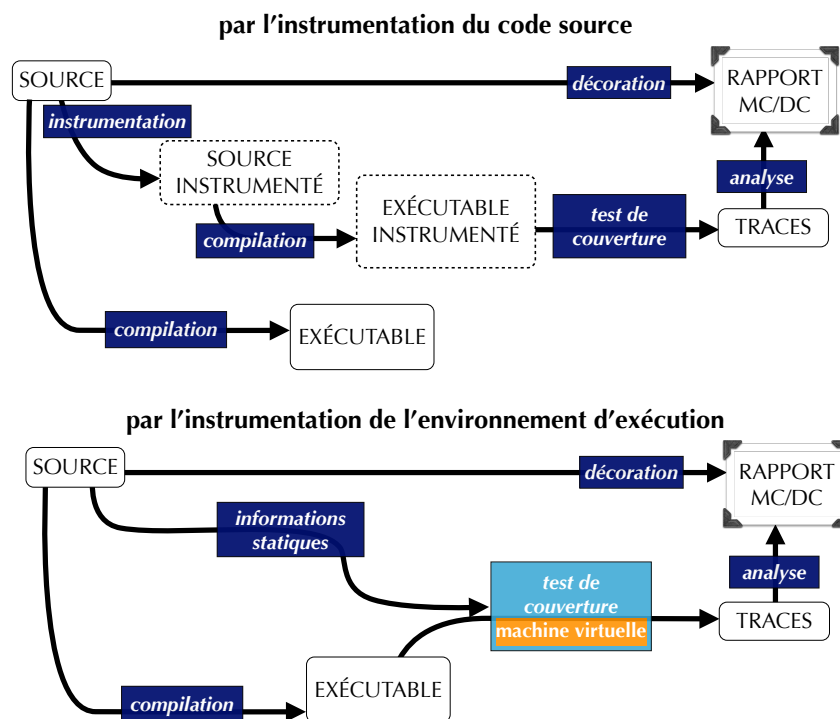 par l'instrumentation du code source
SOURCE
décoration
RAPPORT
MC/DC
instrumentation
SOURCE
INSTRUMENTÉ
analyse
compilation
EXÉCUTABLE
INSTRUMENTÉ
test de
couverture
TRACES
compilation
EXÉCUTABLE
par l'instrumentation de l'environnement d'exécution
SOURCE
décoration
RAPPORT
MC/DC
informations
statiques
test de
couverture
machine virtuelle
analyse
TRACES
compilation
EXÉCUTABLE